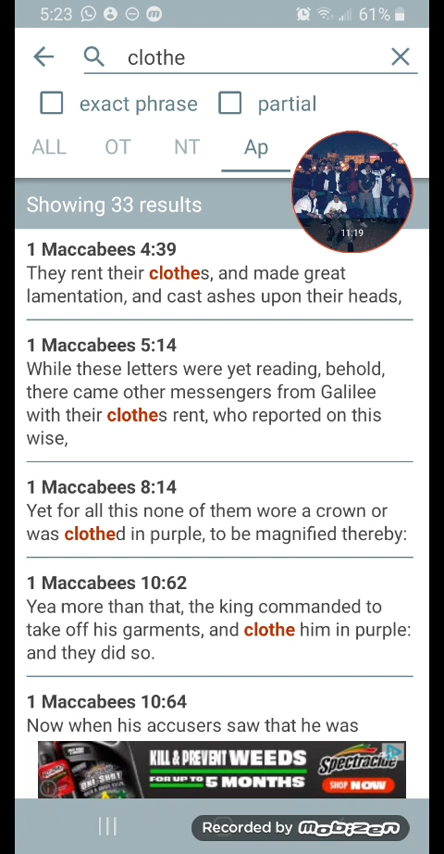 5:23 61%
clothe
exact phrase partial
ALL OT NT Ap s
11:19
Showing 33 results
1 Maccabees 4:39
They rent their clothes, and made great
lamentation, and cast ashes upon their heads,
1 Maccabees 5:14
While these letters were yet reading, behold,
there came other messengers from Galilee
with their clothes rent, who reported on this
wise,
1 Maccabees 8:14
Yet for all this none of them wore a crown or
was clothed in purple, to be magnified thereby:
1 Maccabees 10:62
Yea more than that, the king commanded to
take off his garments, and clothe him in purple:
and they did so.
1 Maccabees 10:64
Now when his accusers saw that he was
KILL & PREVENT WEEDS
FOR UP TO 5 MONTHS
Spectracide
SHOP NOW
Recorded by Mobizen